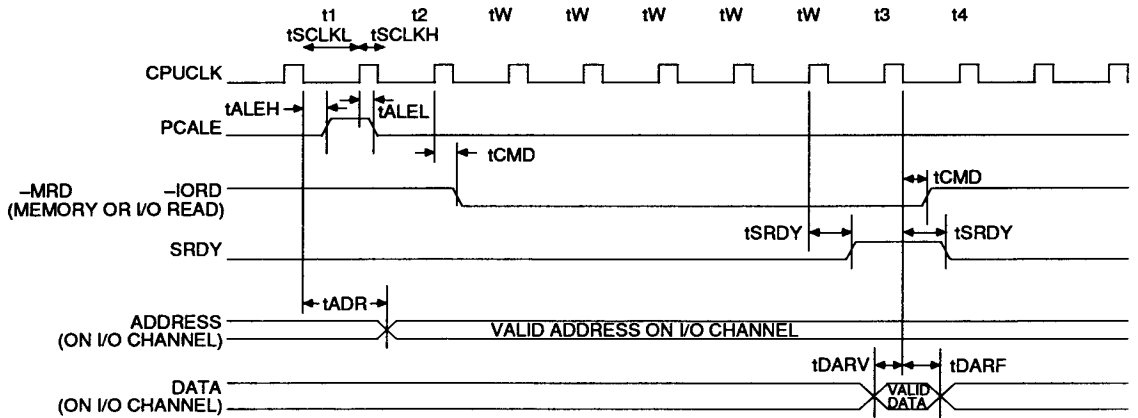 t1 t2 tW tW tW tW tW t3 t4
tSCLKL tSCLKH
CPUCLK
tALEH tALEL
PCALE
tCMD
–MRD –IORD
(MEMORY OR I/O READ)
tCMD
tSRDY tSRDY
SRDY
tADR
ADDRESS
(ON I/O CHANNEL)
VALID ADDRESS ON I/O CHANNEL
tDARV tDARF
DATA
(ON I/O CHANNEL)
VALID
DATA